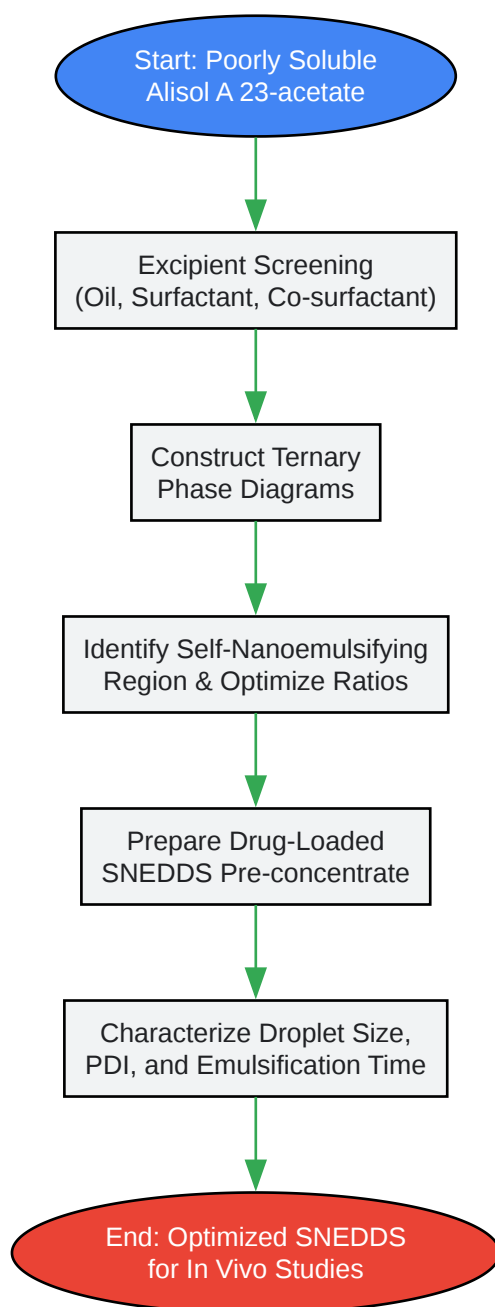 Start: Poorly Soluble
Alisol A 23-acetate
Excipient Screening
(Oil, Surfactant, Co-surfactant)
Construct Ternary
Phase Diagrams
Identify Self-Nanoemulsifying
Region & Optimize Ratios
Prepare Drug-Loaded
SNEDDS Pre-concentrate
Characterize Droplet Size,
PDI, and Emulsification Time
End: Optimized SNEDDS
for In Vivo Studies